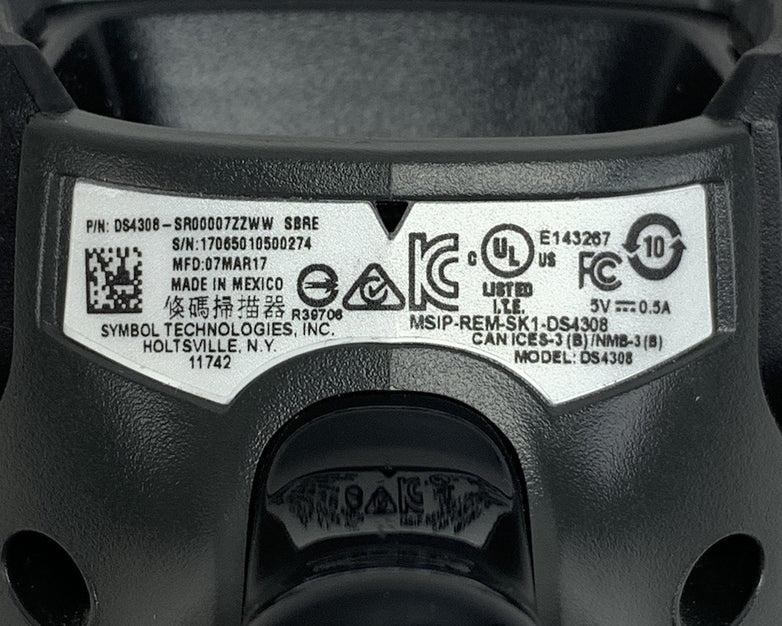 P/N: DS4308-SR00007ZZWW SBRE
S/N:17065010500274
MFD:07MAR17
MADE IN MEXICO
條碼掃描器
R39706
SYMBOL TECHNOLOGIES, INC.
HOLTSVILLE, N.Y.
11742
C UL US
LISTED
I.T.E.
E143267
FC
10
5V ⎓ 0.5A
MSIP-REM-SK1-DS4308
CAN ICES-3 (B)/NMB-3(B)
MODEL: DS4308